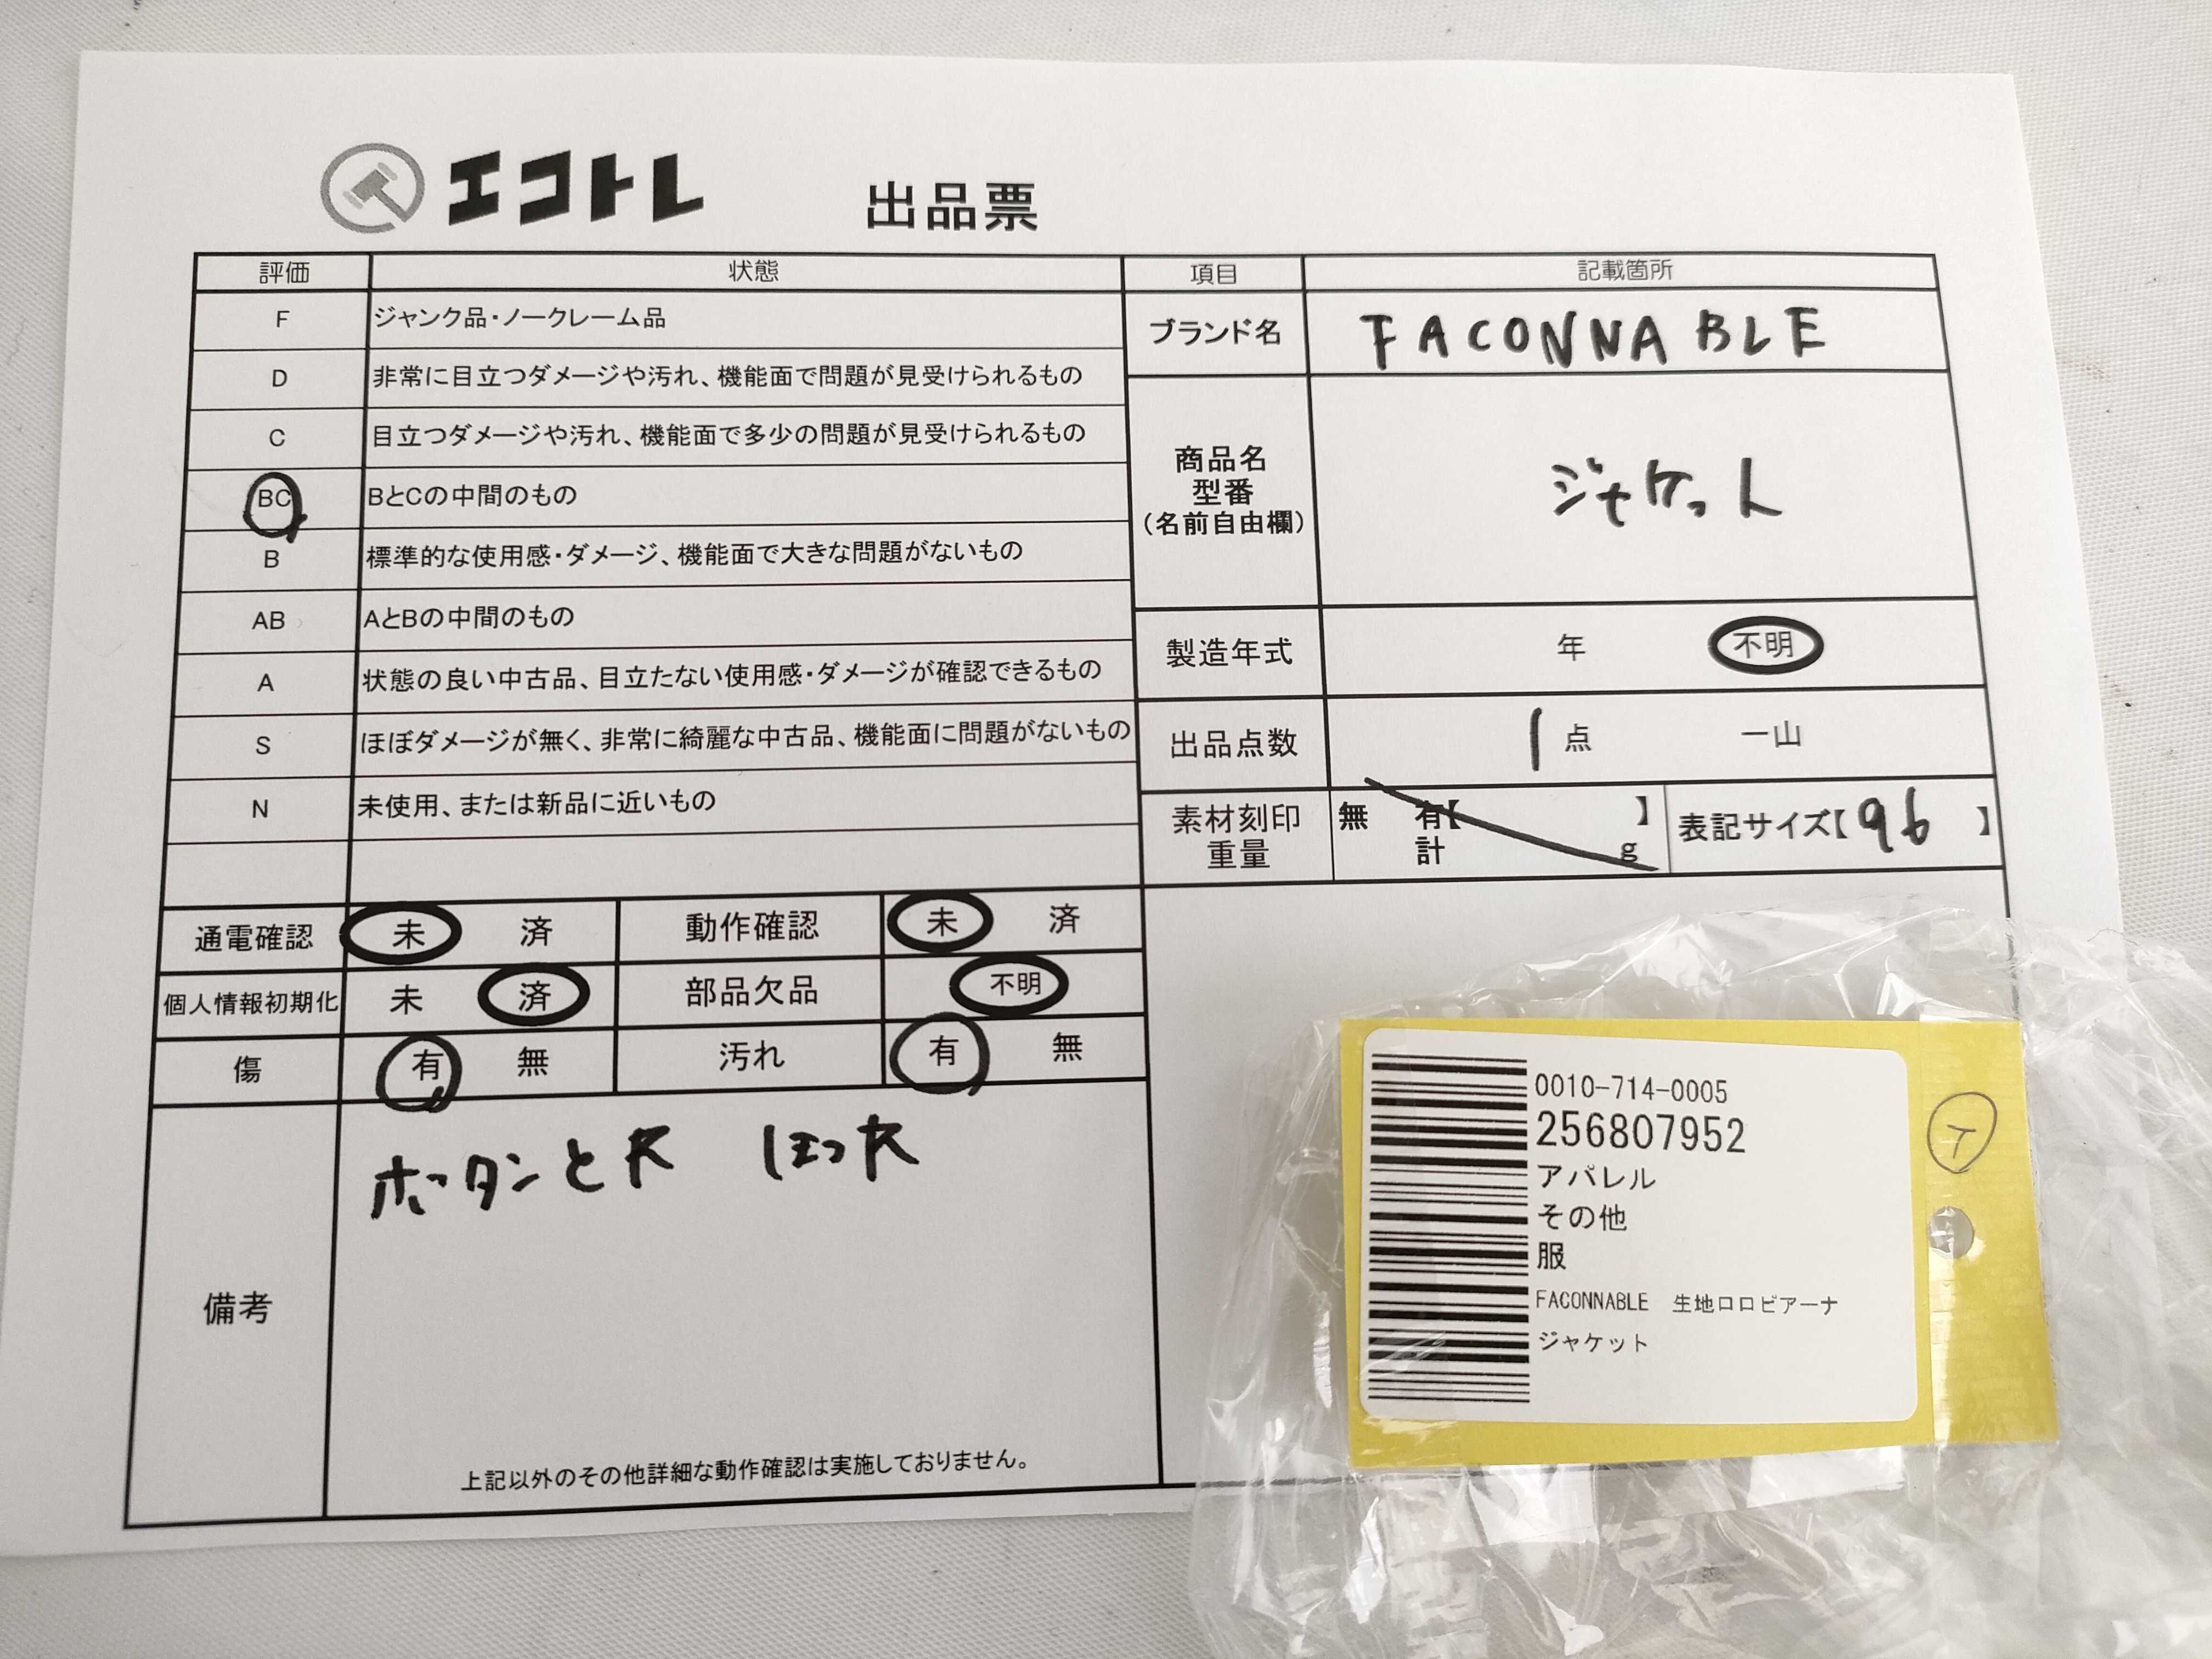 エコトレ 出品票
評価 状態 項目 記載箇所
F ジャンク品・ノークレーム品
D 非常に目立つダメージや汚れ、機能面で問題が見受けられるもの
C 目立つダメージや汚れ、機能面で多少の問題が見受けられるもの
BC BとCの中間のもの
B 標準的な使用感・ダメージ、機能面で大きな問題がないもの
AB AとBの中間のもの
A 状態の良い中古品、目立たない使用感・ダメージが確認できるもの
S ほぼダメージが無く、非常に綺麗な中古品、機能面に問題がないもの
N 未使用、または新品に近いもの
ブランド名 FACONNABLE
商品名
型番
（名前自由欄）
ジャケット
製造年式 年 不明
出品点数 1 点 一山
素材刻印
重量
無 有【 】
計 g
表記サイズ【96 】
通電確認 未 済 動作確認 未 済
個人情報初期化 未 済 部品欠品 不明
傷 有 無 汚れ 有 無
備考
ボタンとれ ほつれ
上記以外のその他詳細な動作確認は実施しておりません。
0010-714-0005
256807952
アパレル
その他
服
FACONNABLE 生地ロロピアーナ
ジャケット
T